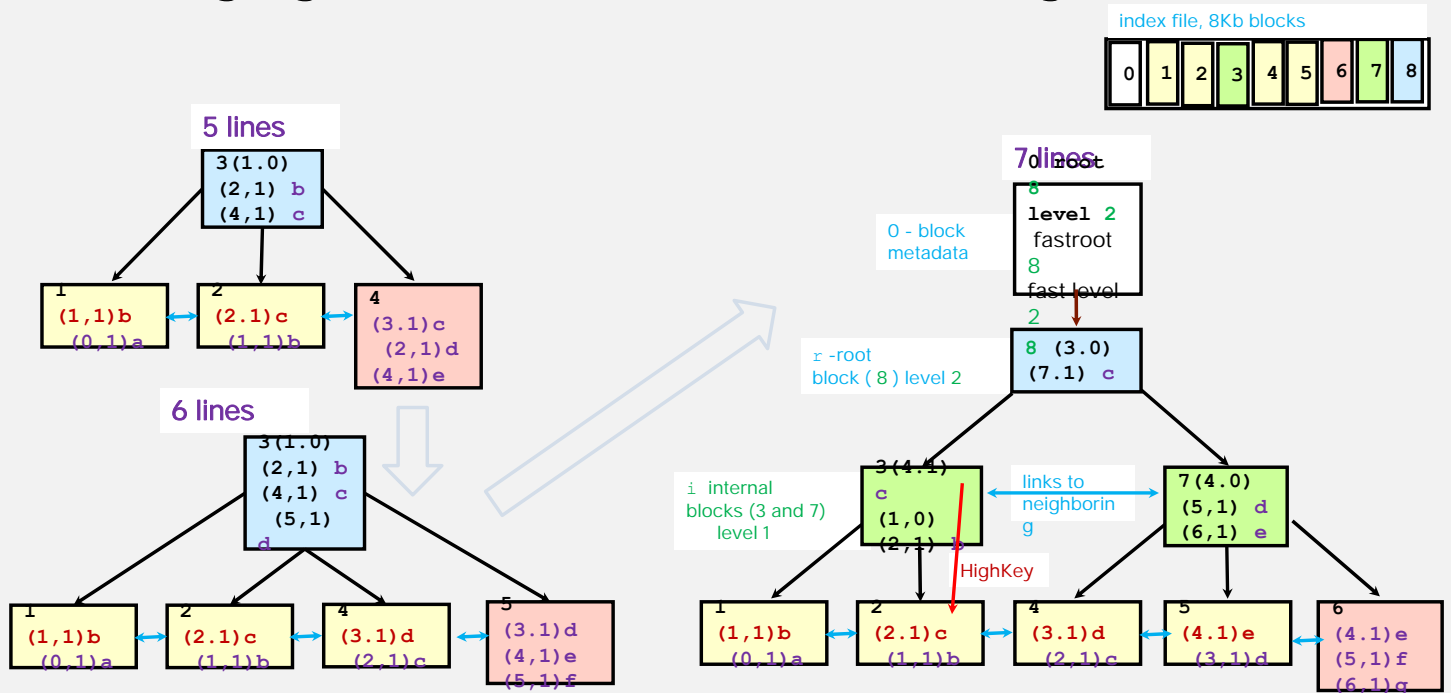 index file, 8Kb blocks
0 1 2 3 4 5 6 7 8
5 lines
3(1.0)
(2,1) b
(4,1) c
1
(1,1)b
(0,1)a
2
(2.1)c
(1,1)b
4
(3.1)c
(2,1)d
(4,1)e
6 lines
3(1.0)
(2,1) b
(4,1) c
(5,1)
d
1
(1,1)b
(0,1)a
2
(2.1)c
(1,1)b
4
(3.1)d
(2,1)c
5
(3.1)d
(4,1)e
(5,1)f
7 lines
0 root
8
level 2
fastroot
8
fast level
2
0 - block
metadata
8 (3.0)
(7.1) c
r -root
block ( 8 ) level 2
3(4.1)
c
(1,0)
(2,1) b
i internal
blocks (3 and 7)
level 1
links to
neighborin
g
7(4.0)
(5,1) d
(6,1) e
HighKey
1
(1,1)b
(0,1)a
2
(2.1)c
(1,1)b
4
(3.1)d
(2,1)c
5
(4.1)e
(3,1)d
6
(4.1)e
(5,1)f
(6,1)g